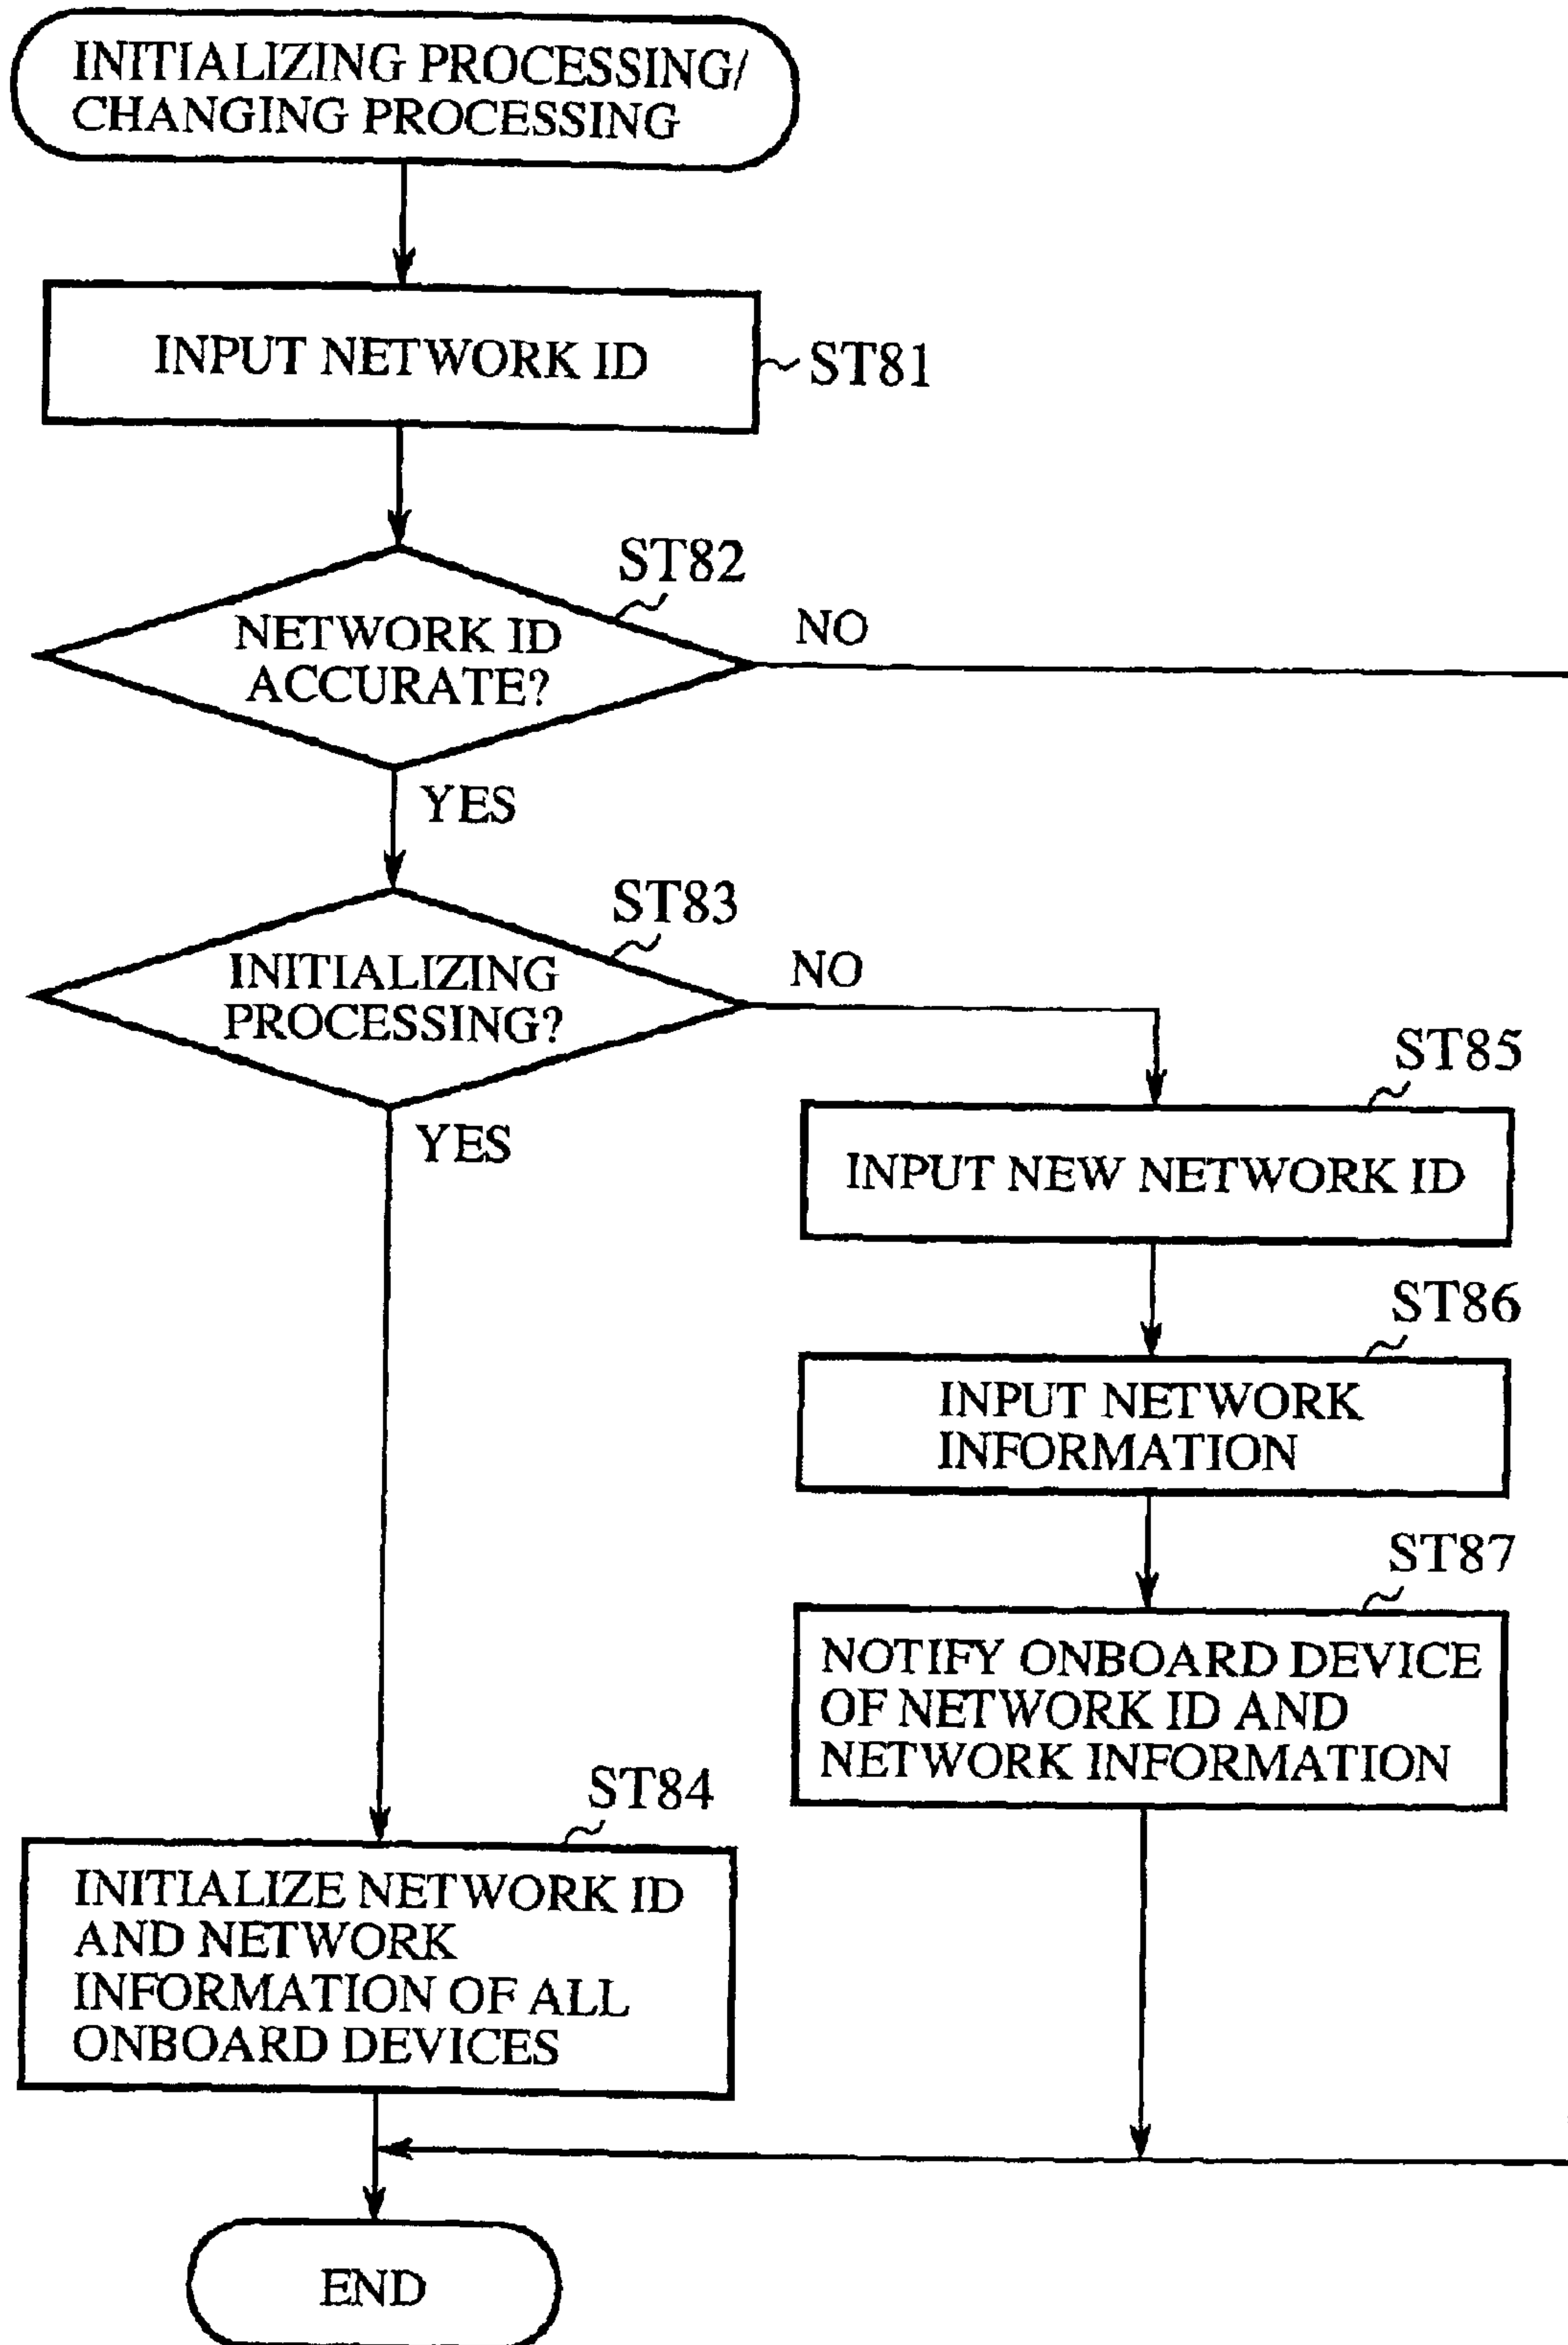 INITIALIZING PROCESSING/
CHANGING PROCESSING
INPUT NETWORK ID
ST81
ST82
NETWORK ID
ACCURATE?
NO
YES
ST83
INITIALIZING
PROCESSING?
NO
YES
ST85
INPUT NEW NETWORK ID
ST86
INPUT NETWORK
INFORMATION
ST87
NOTIFY ONBOARD DEVICE
OF NETWORK ID AND
NETWORK INFORMATION
ST84
INITIALIZE NETWORK ID
AND NETWORK
INFORMATION OF ALL
ONBOARD DEVICES
END